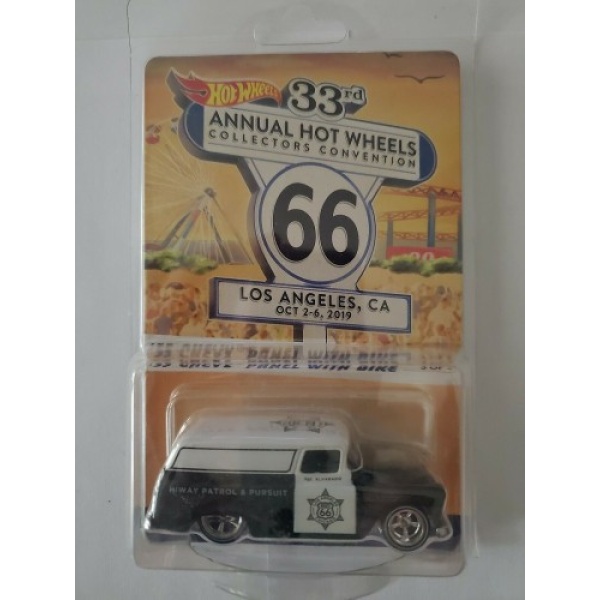 HOT WHEELS
33rd
ANNUAL HOT WHEELS
COLLECTORS CONVENTION
66
LOS ANGELES, CA
OCT 2-6, 2019
'55 CHEVY PANEL WITH BIKE
HIWAY PATROL & PURSUIT
66